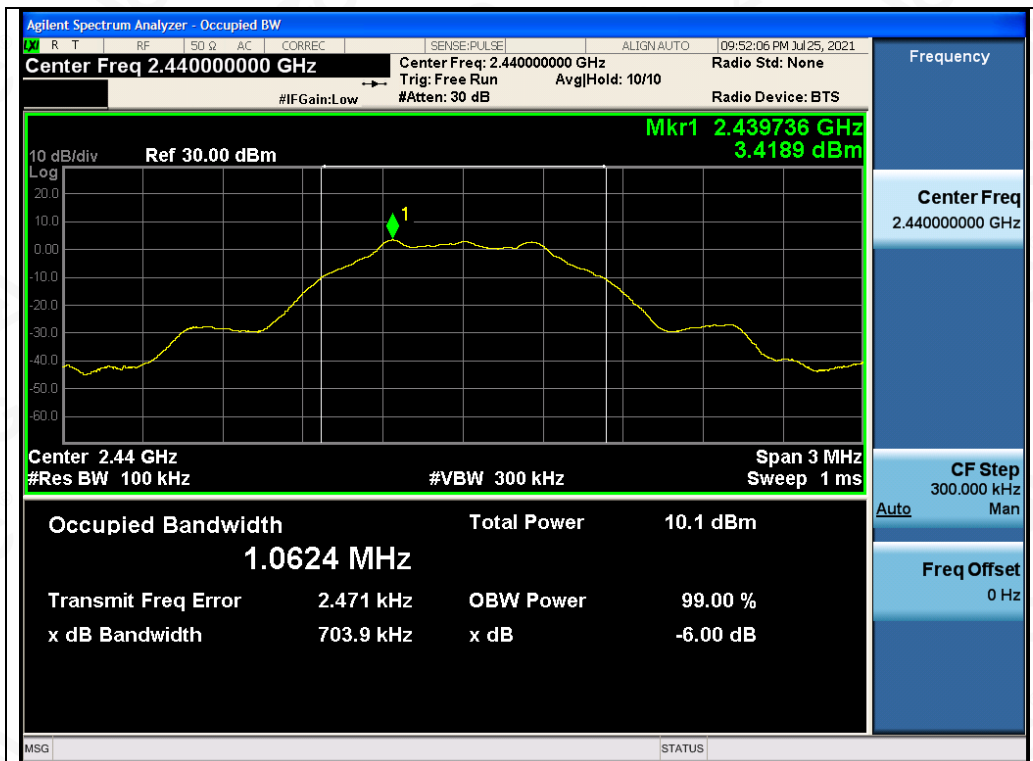 Agilent Spectrum Analyzer - Occupied BW
LXI R T RF 50 Ω AC CORREC SENSE:PULSE ALIGN AUTO 09:52:06 PM Jul 25, 2021
Center Freq 2.440000000 GHz
Center Freq: 2.440000000 GHz Radio Std: None
Trig: Free Run Avg|Hold: 10/10
#IFGain:Low #Atten: 30 dB Radio Device: BTS
Mkr1 2.439736 GHz
3.4189 dBm
10 dB/div Ref 30.00 dBm
Log
20.0
10.0
0.00
-10.0
-20.0
-30.0
-40.0
-50.0
-60.0
1
Center 2.44 GHz Span 3 MHz
#Res BW 100 kHz #VBW 300 kHz Sweep 1 ms
Occupied Bandwidth Total Power 10.1 dBm
1.0624 MHz
Transmit Freq Error 2.471 kHz OBW Power 99.00 %
x dB Bandwidth 703.9 kHz x dB -6.00 dB
Frequency
Center Freq
2.440000000 GHz
CF Step
300.000 kHz
Auto Man
Freq Offset
0 Hz
MSG STATUS